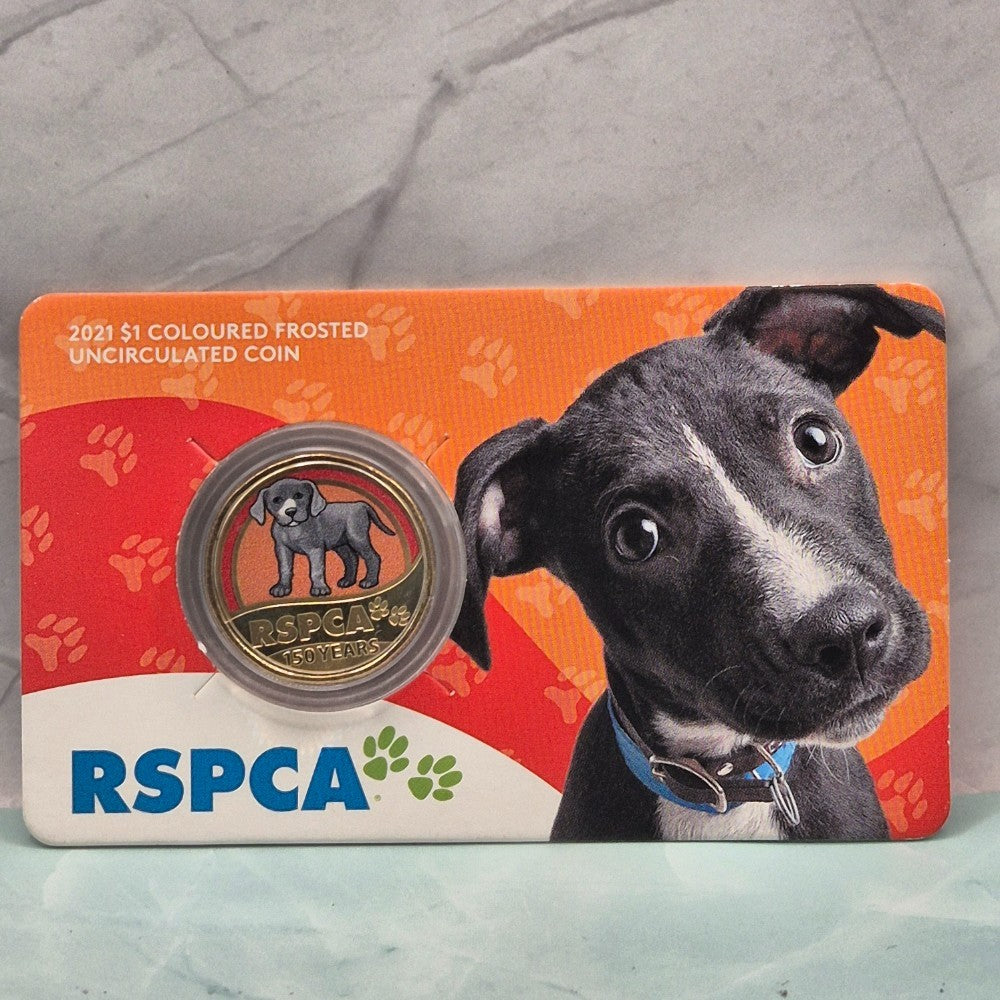 2021 $1 COLOURED FROSTED
UNCIRCULATED COIN
RSPCA
150 YEARS
RSPCA